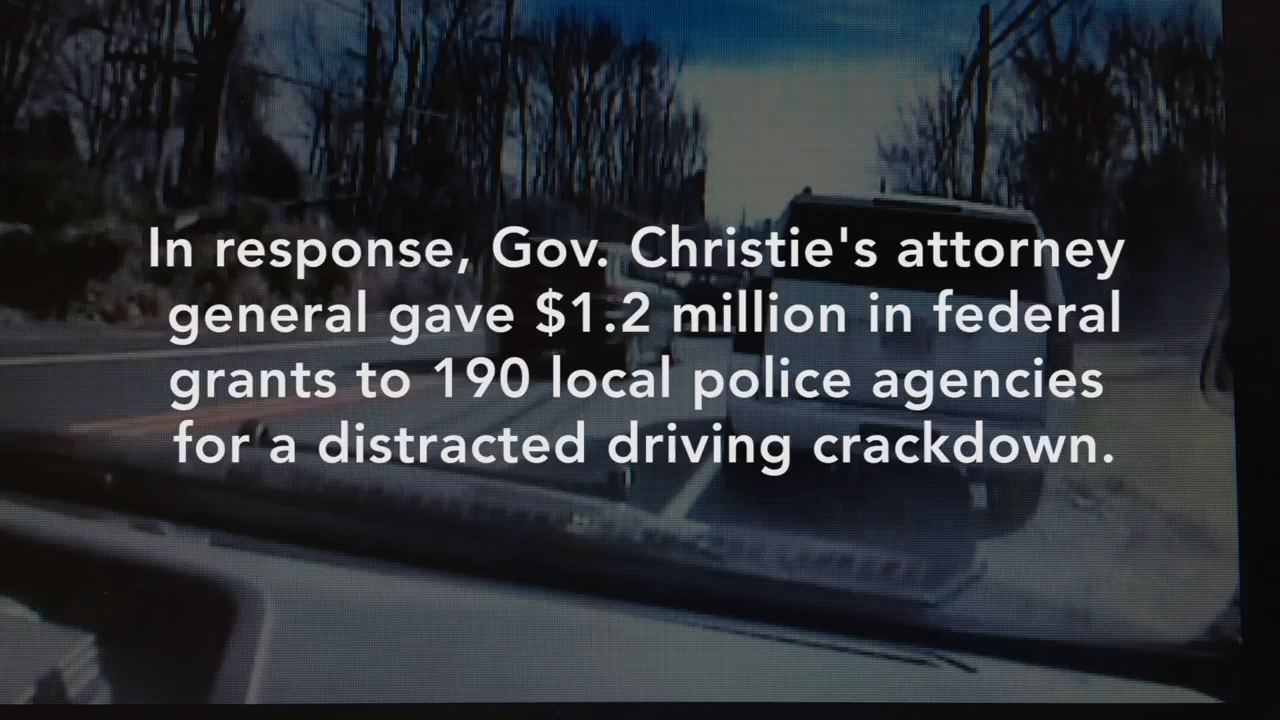 In response, Gov. Christie's attorney
general gave $1.2 million in federal
grants to 190 local police agencies
for a distracted driving crackdown.